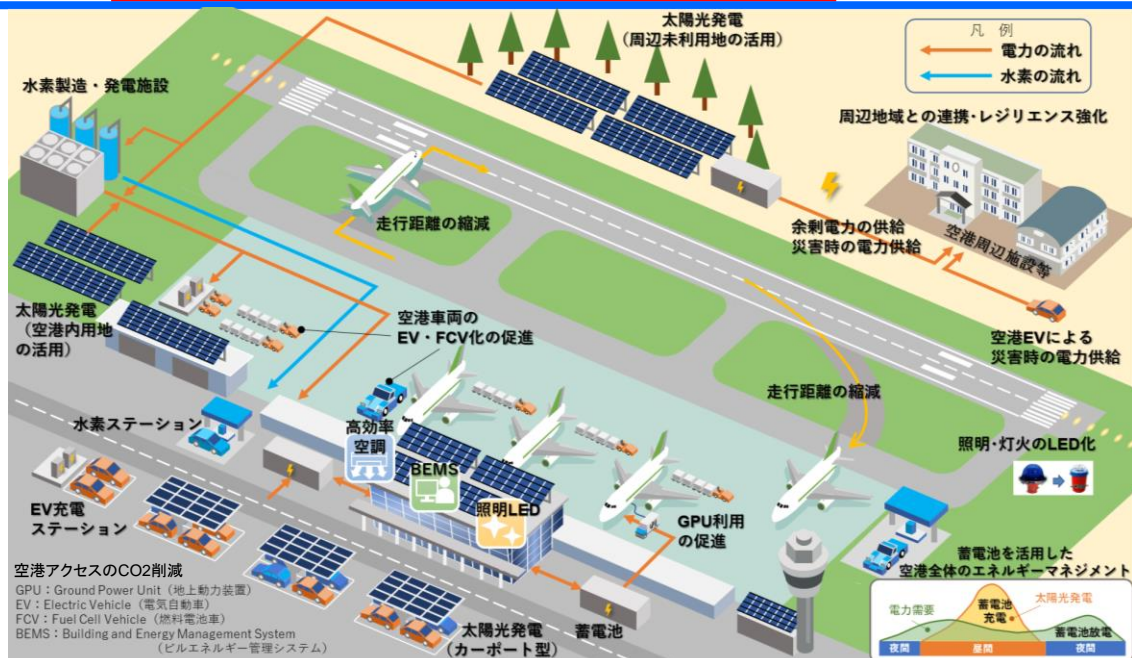 太陽光発電
(周辺未利用地の活用)
凡 例
電力の流れ
水素の流れ
水素製造・発電施設
周辺地域との連携・レジリエンス強化
走行距離の縮減
余剰電力の供給
災害時の電力供給
空港周辺施設等
太陽光発電
(空港内用地
の活用)
空港車両の
EV・FCV化の促進
空港EVによる
災害時の電力供給
走行距離の縮減
水素ステーション
高効率
空調
BEMS
照明LED
照明・灯火のLED化
EV充電
ステーション
GPU利用
の促進
蓄電池を活用した
空港全体のエネルギーマネジメント
空港アクセスのCO2削減
GPU:Ground Power Unit(地上動力装置)
EV:Electric Vehicle(電気自動車)
FCV:Fuel Cell Vehicle(燃料電池車)
BEMS:Building and Energy Management System
(ビルエネルギー管理システム)
太陽光発電
(カーポート型)
蓄電池
電力需要
蓄電池
充電
太陽光発電
蓄電池放電
夜間
昼間
夜間